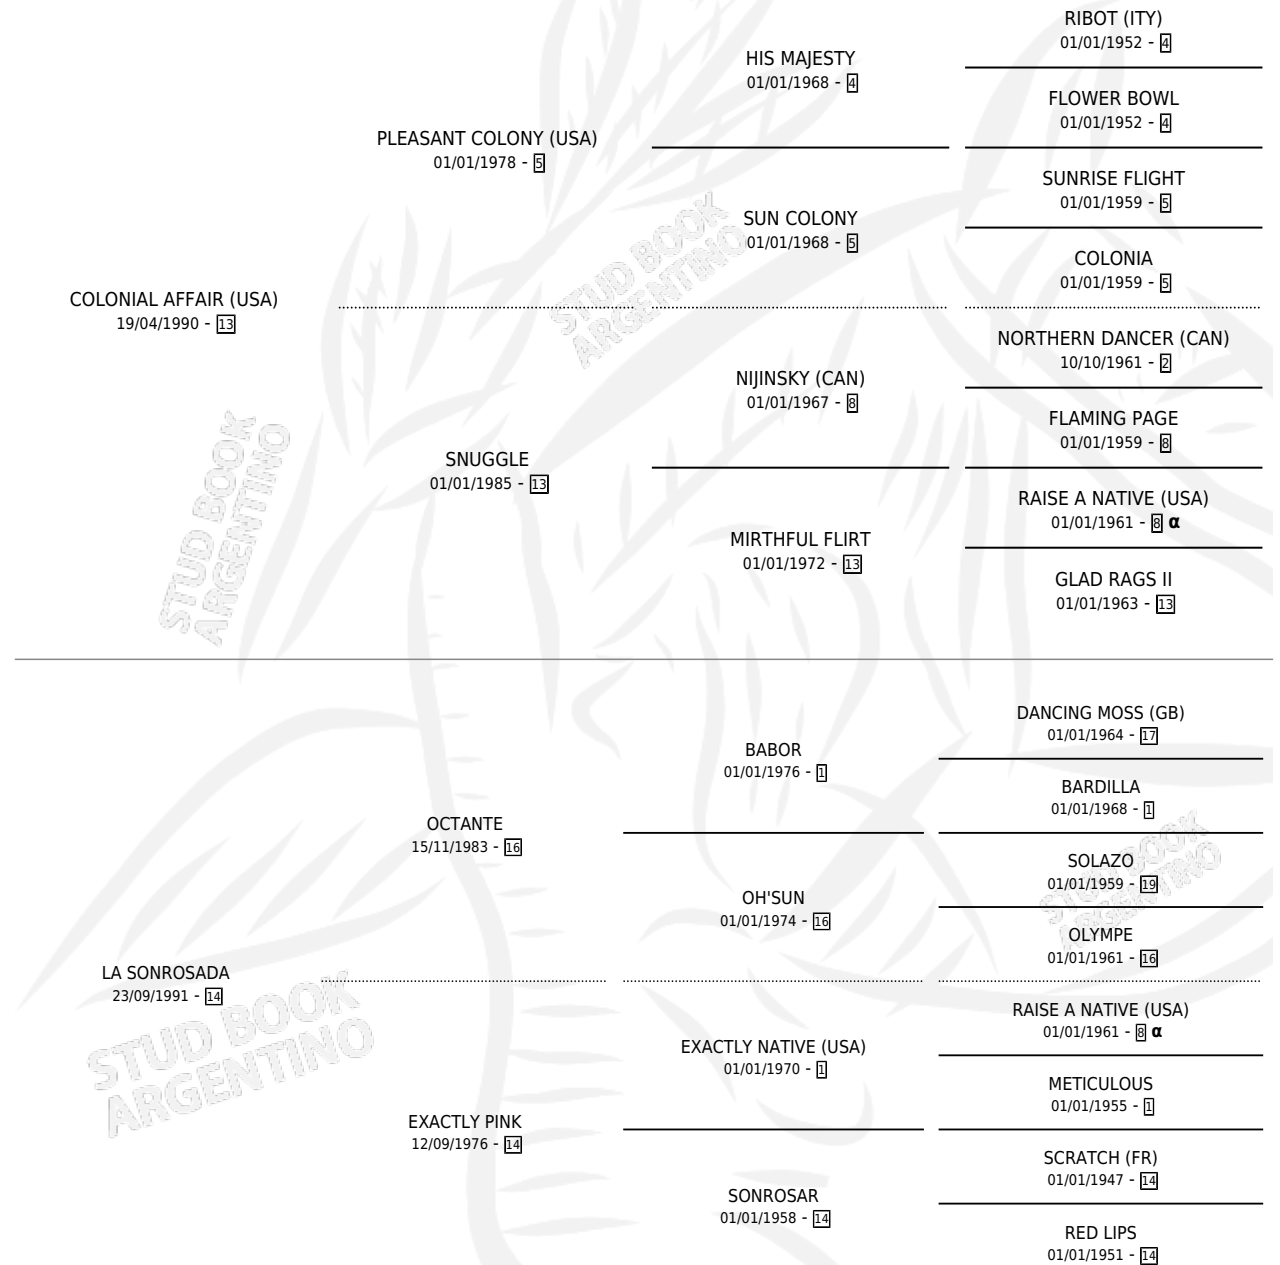 RIBOT (ITY)
01/01/1952 - 4
HIS MAJESTY
01/01/1968 - 4
FLOWER BOWL
01/01/1952 - 4
PLEASANT COLONY (USA)
01/01/1978 - 5
SUNRISE FLIGHT
01/01/1959 - 5
SUN COLONY
01/01/1968 - 5
COLONIA
01/01/1959 - 5
COLONIAL AFFAIR (USA)
19/04/1990 - 13
NORTHERN DANCER (CAN)
10/10/1961 - 2
NIJINSKY (CAN)
01/01/1967 - 8
FLAMING PAGE
01/01/1959 - 8
SNUGGLE
01/01/1985 - 13
RAISE A NATIVE (USA)
01/01/1961 - 8 α
MIRTHFUL FLIRT
01/01/1972 - 13
GLAD RAGS II
01/01/1963 - 13
DANCING MOSS (GB)
01/01/1964 - 17
BABOR
01/01/1976 - 1
BARDILLA
01/01/1968 - 1
OCTANTE
15/11/1983 - 16
SOLAZO
01/01/1959 - 19
OH'SUN
01/01/1974 - 16
OLYMPE
01/01/1961 - 16
LA SONROSADA
23/09/1991 - 14
RAISE A NATIVE (USA)
01/01/1961 - 8 α
EXACTLY NATIVE (USA)
01/01/1970 - 1
METICULOUS
01/01/1955 - 1
EXACTLY PINK
12/09/1976 - 14
SCRATCH (FR)
01/01/1947 - 14
SONROSAR
01/01/1958 - 14
RED LIPS
01/01/1951 - 14
STUD BOOK
ARGENTINO
STUD BOOK
ARGENTINO
STUD BOOK
ARGENTINO
STUD BOOK
ARGENTINO